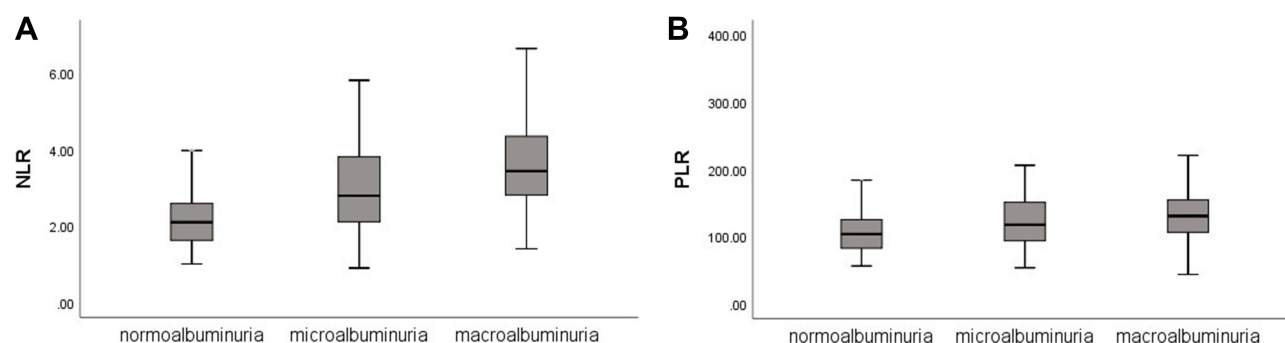 A
6.00
4.00
2.00
.00
NLR
normoalbuminuria microalbuminuria macroalbuminuria
B
400.00
300.00
200.00
100.00
.00
PLR
normoalbuminuria microalbuminuria macroalbuminuria